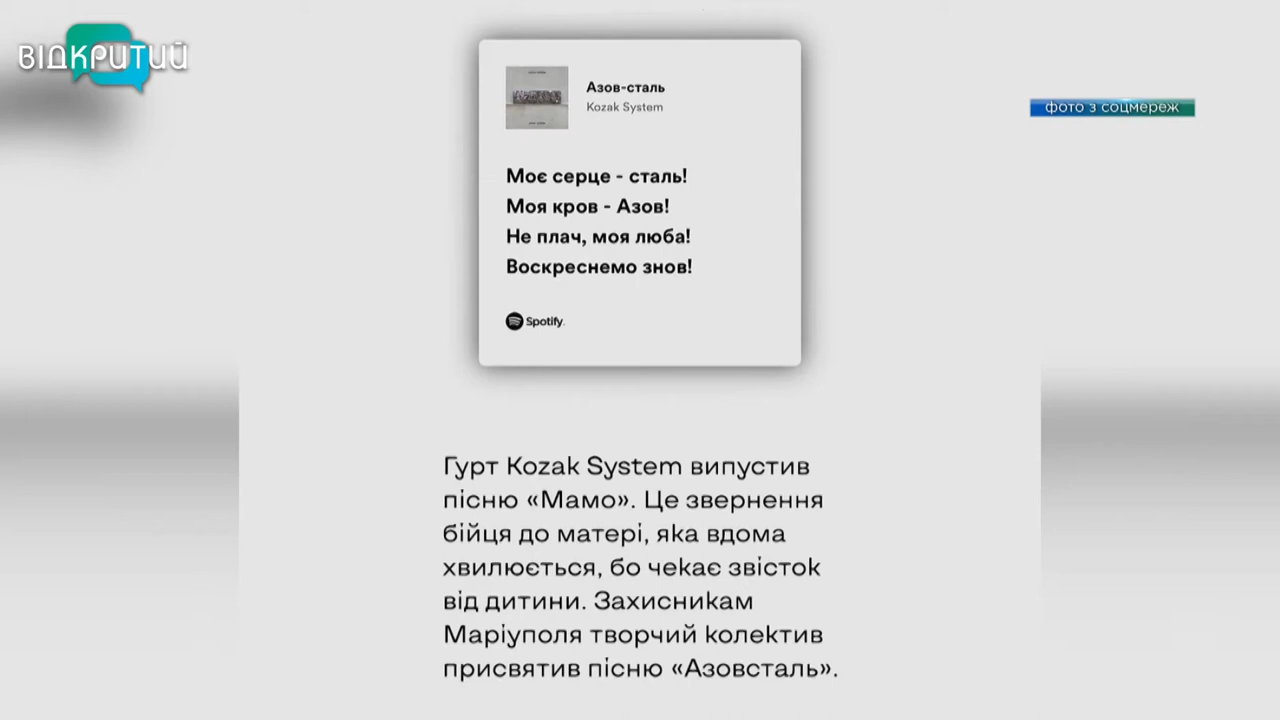 ВІДКРИТИЙ
фото з соцмереж
Азов-сталь
Kozak System
Моє серце - сталь!
Моя кров - Азов!
Не плач, моя люба!
Воскреснемо знов!
Spotify
Гурт Kozak System випустив
пісню «Мамо». Це звернення
бійця до матері, яка вдома
хвилюється, бо чекає звісток
від дитини. Захисникам
Маріуполя творчий колектив
присвятив пісню «Азовсталь».